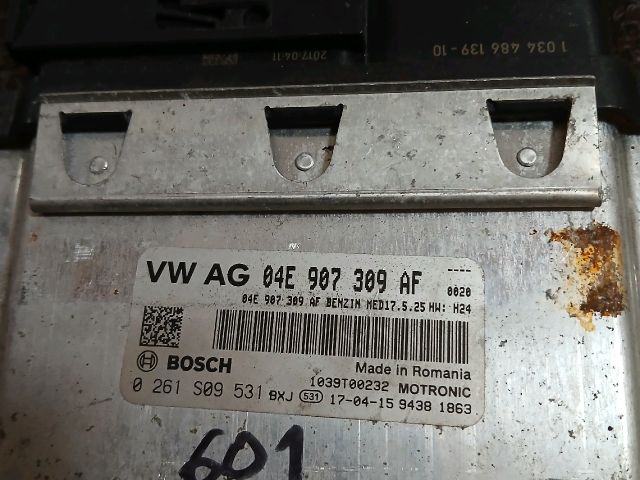 2017-04-11
1 034 486 139-10
VW AG 04E 907 309 AF ----
0020
04E 907 309 AF BENZIN MED17.5.25 HW: H24
BOSCH Made in Romania
1039T00232 MOTRONIC
0 261 S09 531 BXJ 531 17-04-15 9438 1863
601